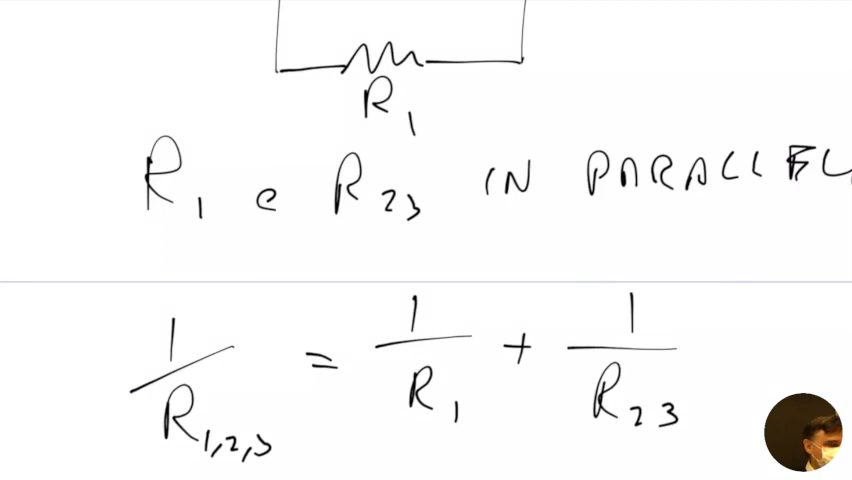 R1
R1 e R23 IN PARALLEL
1/R1,2,3 = 1/R1 + 1/R23